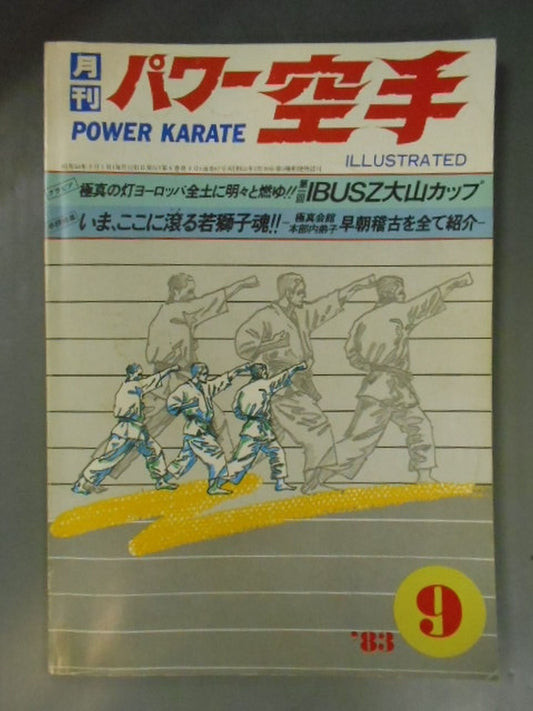 月刊 パワー空手
POWER KARATE
ILLUSTRATED
極真の灯ヨーロッパ全土に明々と燃ゆ!! 第二回 IBUSZ大山カップ
いま、ここに滾る若獅子魂!! −極真会館本部内弟子 早朝稽古を全て紹介−
'83
9